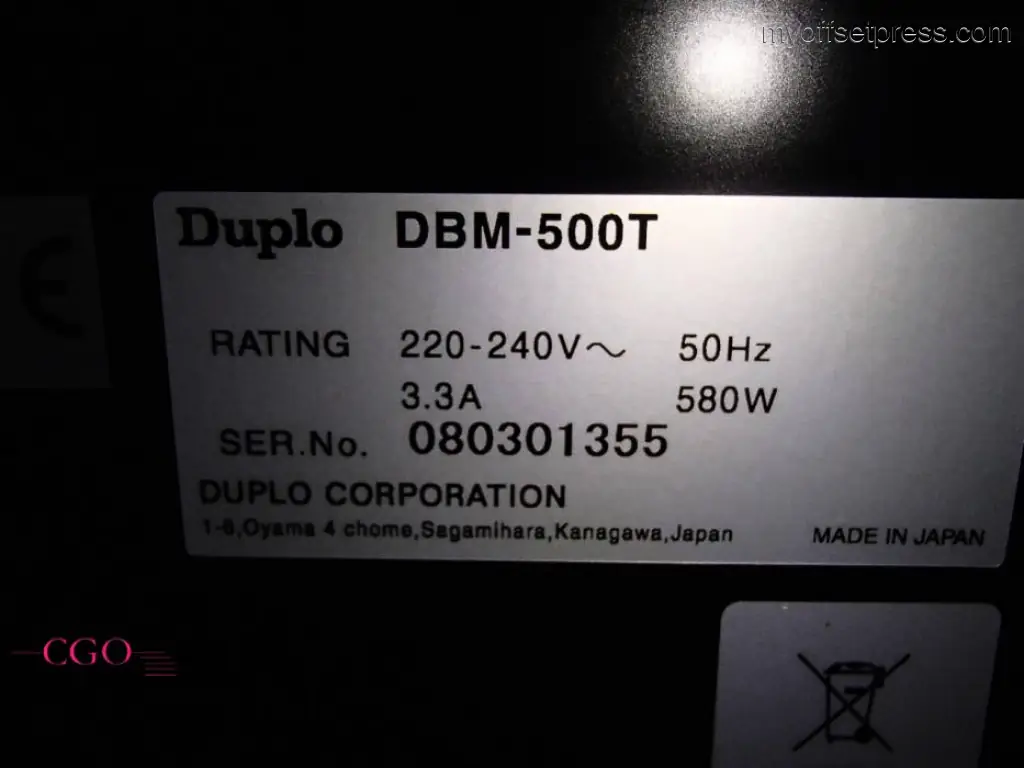 myoffsetpress.com
Duplo DBM-500T
RATING 220-240V~ 50Hz
3.3A 580W
SER.No. 080301355
DUPLO CORPORATION
1-6,Oyama 4 chome,Sagamihara,Kanagawa,Japan MADE IN JAPAN
CE
CGO